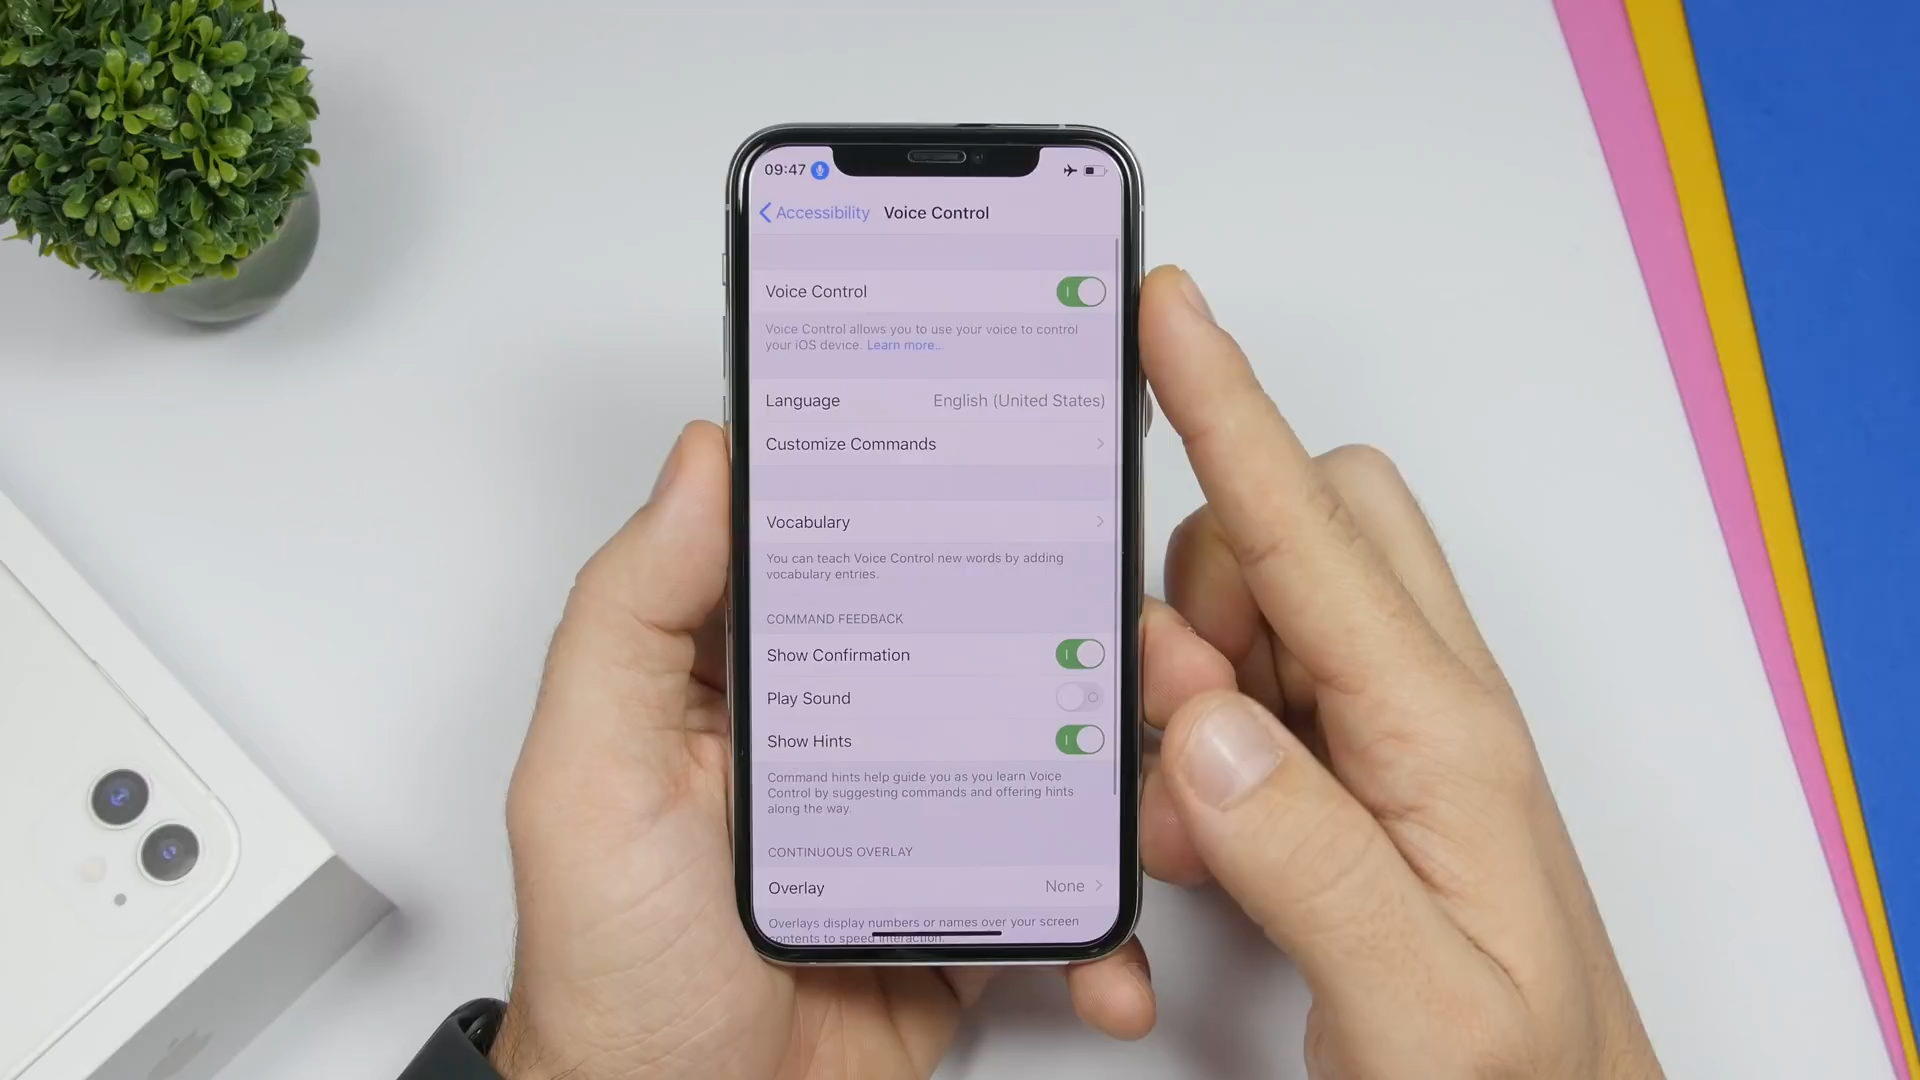 09:47
Accessibility Voice Control
Voice Control
Voice Control allows you to use your voice to control
your iOS device. Learn more...
Language English (United States)
Customize Commands
Vocabulary
You can teach Voice Control new words by adding
vocabulary entries.
COMMAND FEEDBACK
Show Confirmation
Play Sound
Show Hints
Command hints help guide you as you learn Voice
Control by suggesting commands and offering hints
along the way.
CONTINUOUS OVERLAY
Overlay None
Overlays display numbers or names over your screen
contents to speed interaction.